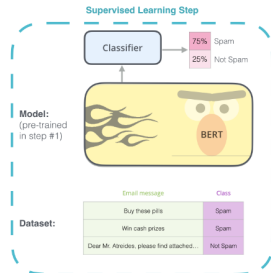 Supervised Learning Step
Classifier
75% Spam
25% Not Spam
Model:
(pre-trained
in step #1)
BERT
Email message Class
Dataset:
Buy these pills Spam
Win cash prizes Spam
Dear Mr. Atreides, please find attached... Not Spam